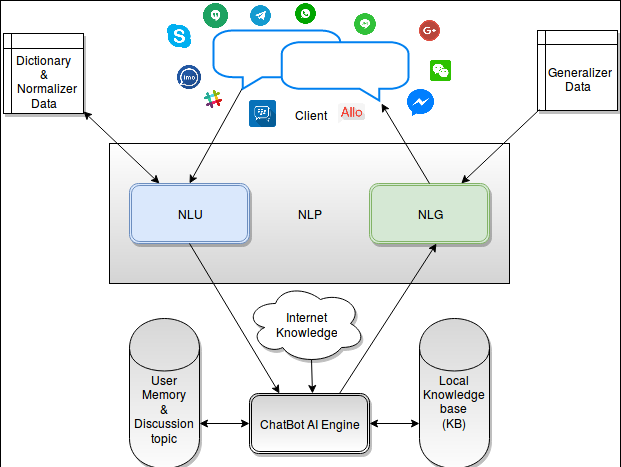 Dictionary
&
Normalizer
Data
imo
G+
Client
Allo
Generalizer
Data
NLU
NLP
NLG
Internet
Knowledge
User
Memory
&
Discussion
topic
ChatBot AI Engine
Local
Knowledge
base
(KB)